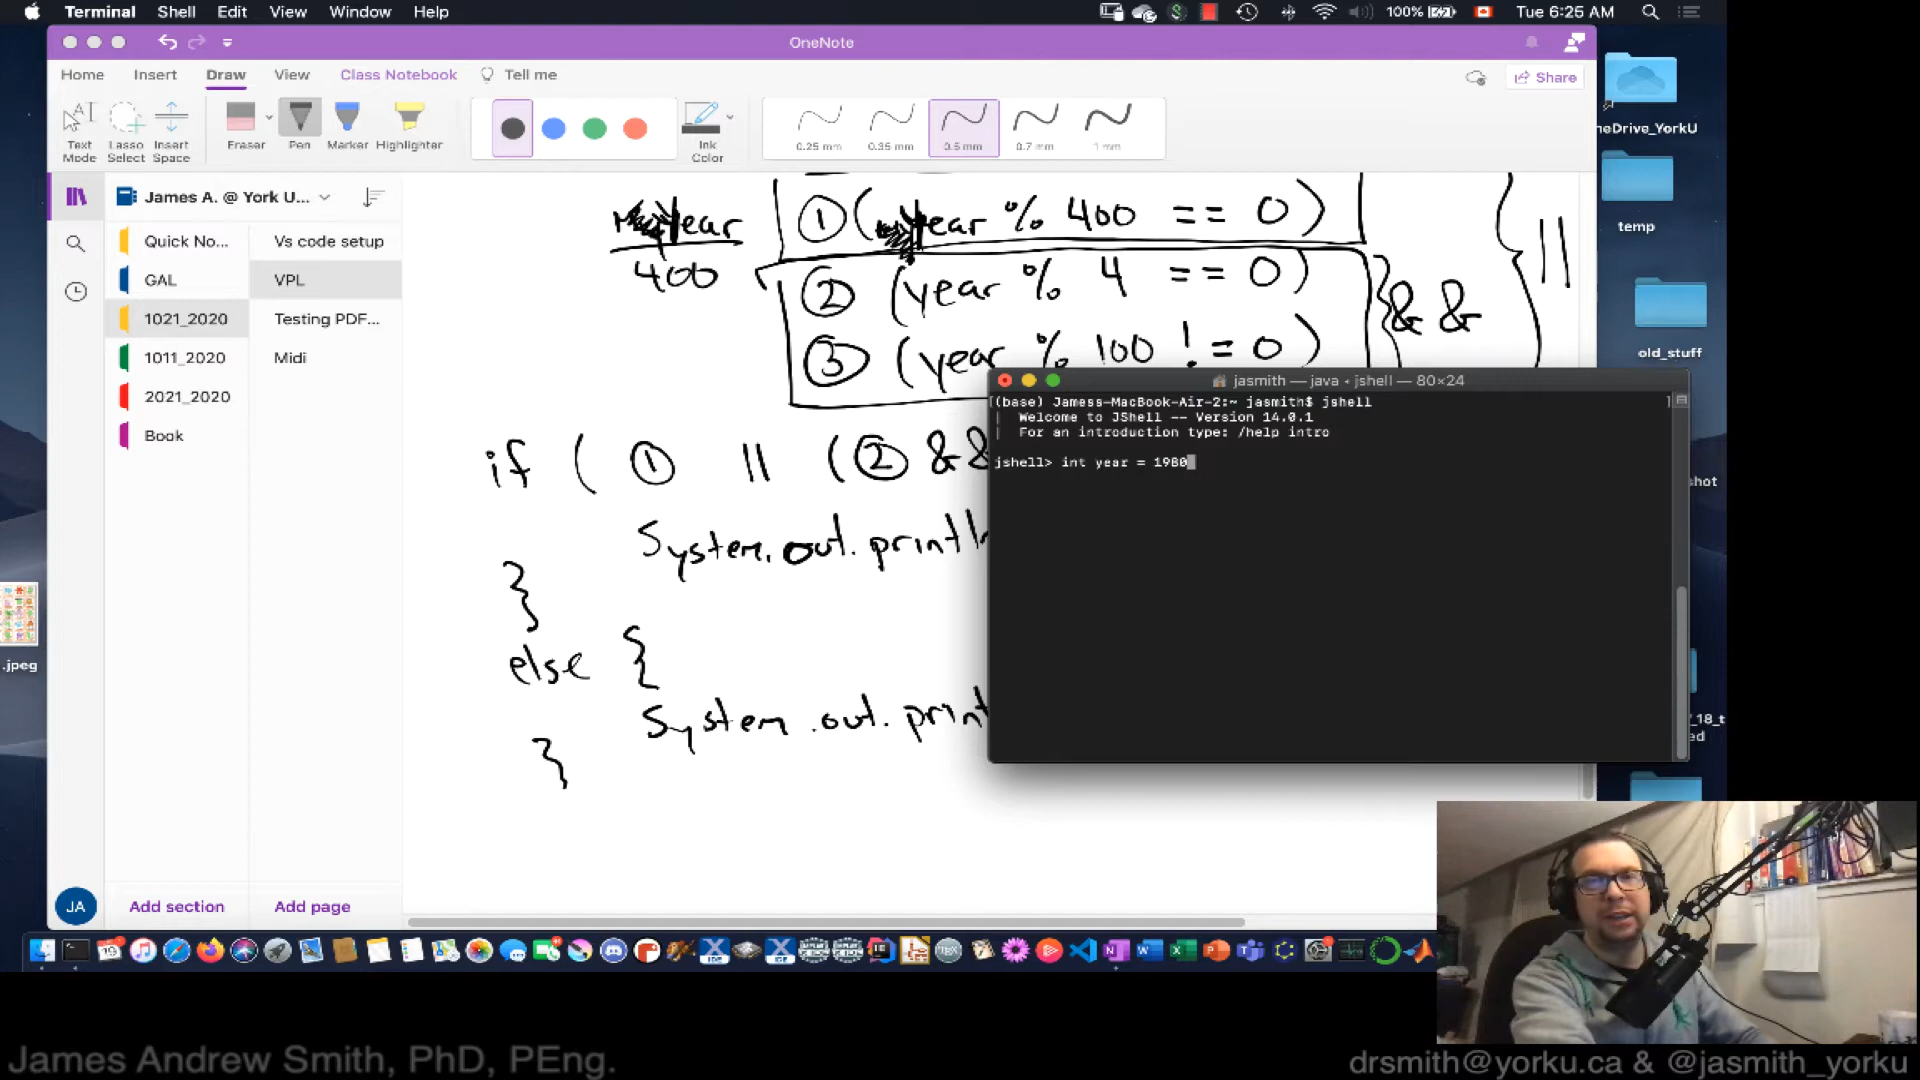 Terminal Shell Edit View Window Help 100% Tue 6:25 AM
OneNote
Home Insert Draw View Class Notebook Tell me Share
Text Mode Lasso Select Insert Space Eraser Pen Marker Highlighter Ink Color 0.25 mm 0.35 mm 0.5 mm 0.7 mm 1 mm
neDrive_YorkU
James A. @ York U...
Quick No... Vs code setup
GAL VPL
1021_2020 Testing PDF...
1011_2020 Midi
2021_2020
Book
year
400
① (year % 400 == 0)
② (year % 4 == 0)
③ (year % 100 != 0)
&&
||
temp
old_stuff
shot
if ( ① || (② &&
System.out.println
}
else {
System.out.print
}
jasmith — java ◂ jshell — 80×24
[(base) Jamess-MacBook-Air-2:~ jasmith$ jshell ]
| Welcome to JShell -- Version 14.0.1
| For an introduction type: /help intro
jshell> int year = 1980
.jpeg
_18_t
ed
JA Add section Add page
James Andrew Smith, PhD, PEng.
drsmith@yorku.ca & @jasmith_yorku